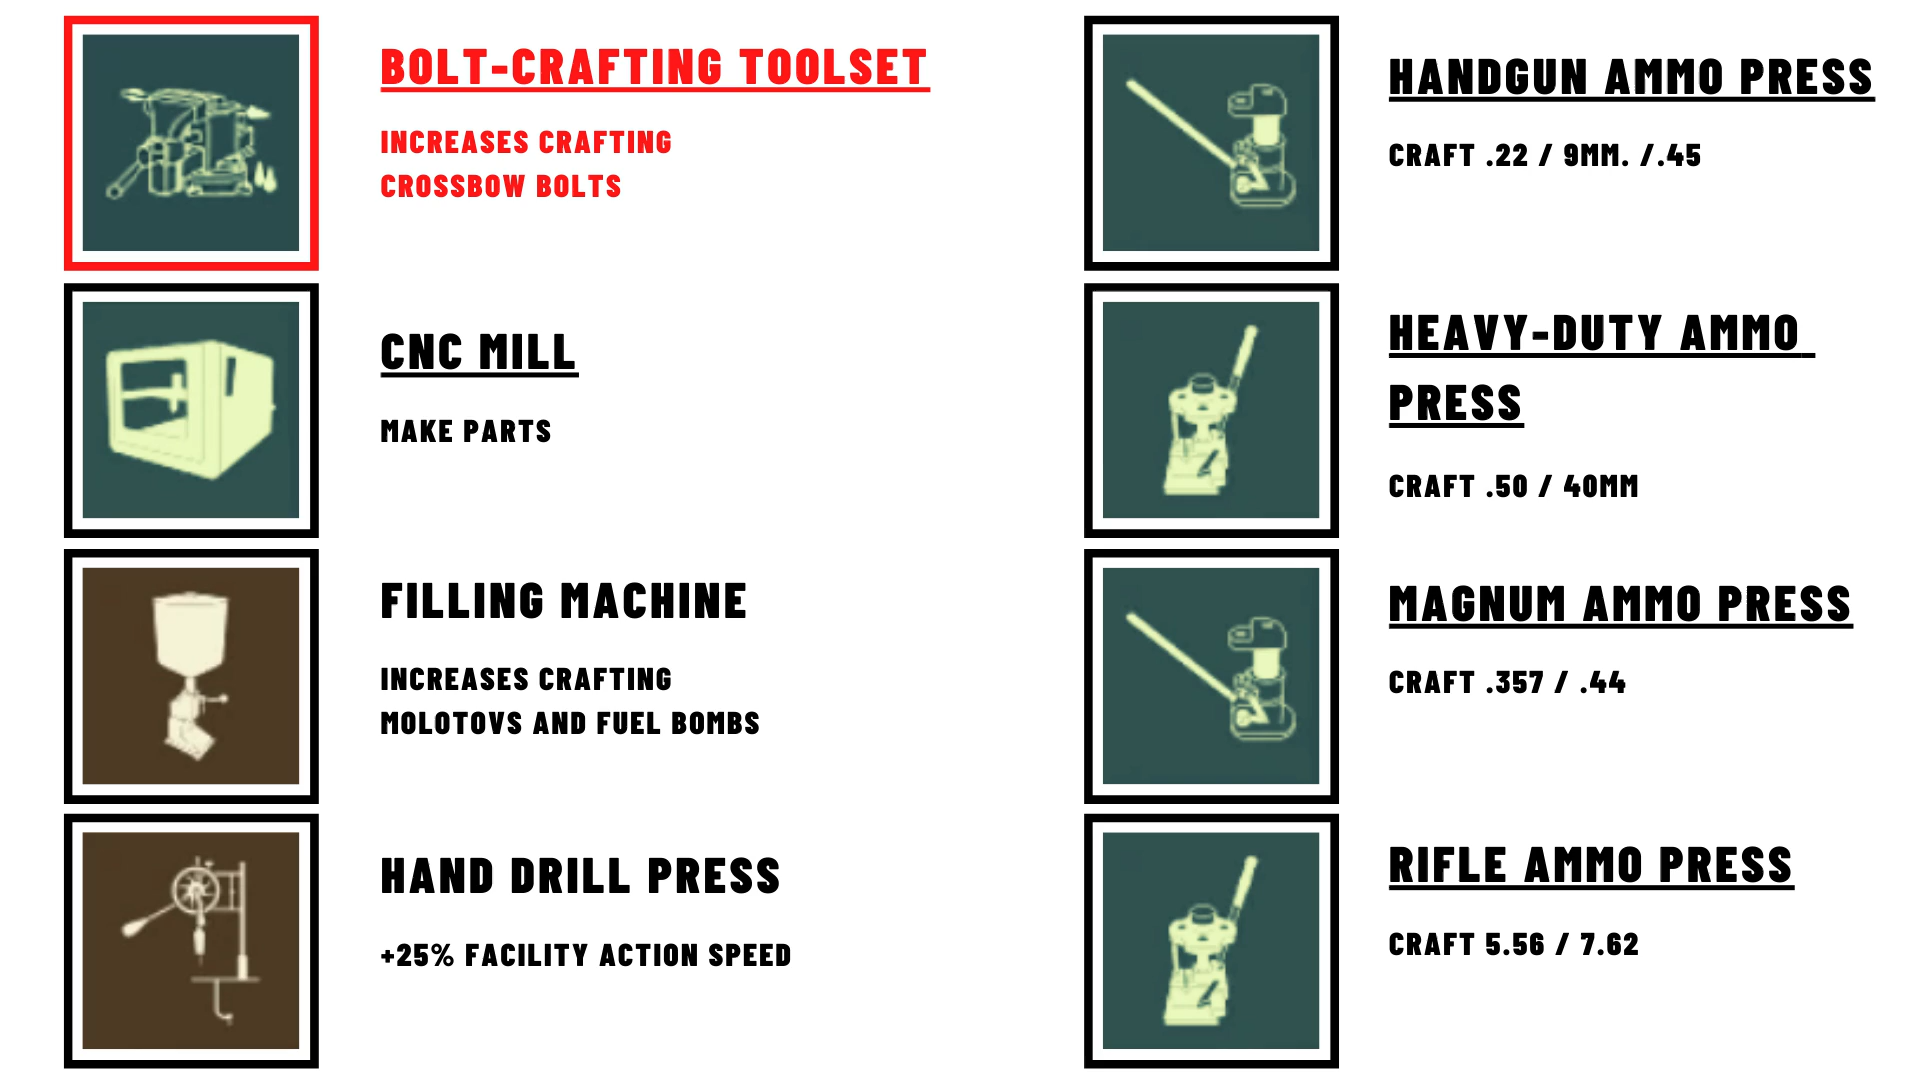 BOLT-CRAFTING TOOLSET
INCREASES CRAFTING
CROSSBOW BOLTS
CNC MILL
MAKE PARTS
FILLING MACHINE
INCREASES CRAFTING
MOLOTOVS AND FUEL BOMBS
HAND DRILL PRESS
+25% FACILITY ACTION SPEED
HANDGUN AMMO PRESS
CRAFT .22 / 9MM. /.45
HEAVY-DUTY AMMO
PRESS
CRAFT .50 / 40MM
MAGNUM AMMO PRESS
CRAFT .357 / .44
RIFLE AMMO PRESS
CRAFT 5.56 / 7.62